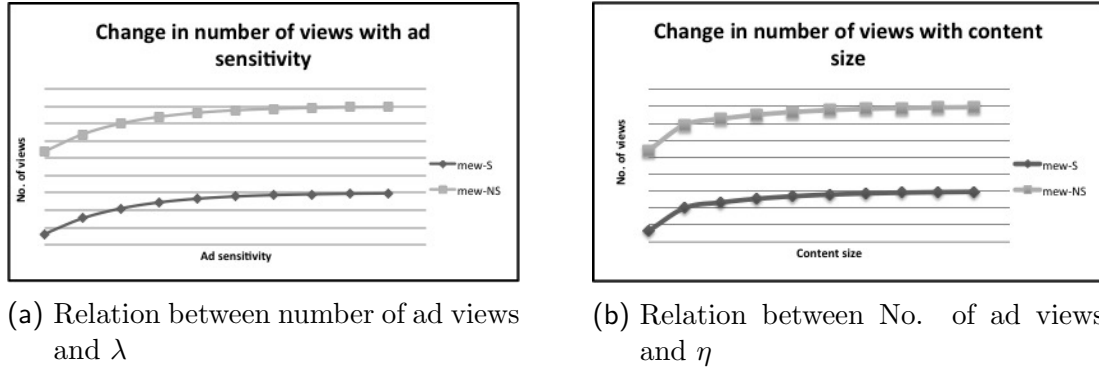 Change in number of views with ad
sensitivity
No. of views
mew-S
mew-NS
Ad sensitivity
(a) Relation between number of ad views
and λ
Change in number of views with content
size
No. of views
mew-S
mew-NS
Content size
(b) Relation between No. of ad views
and η